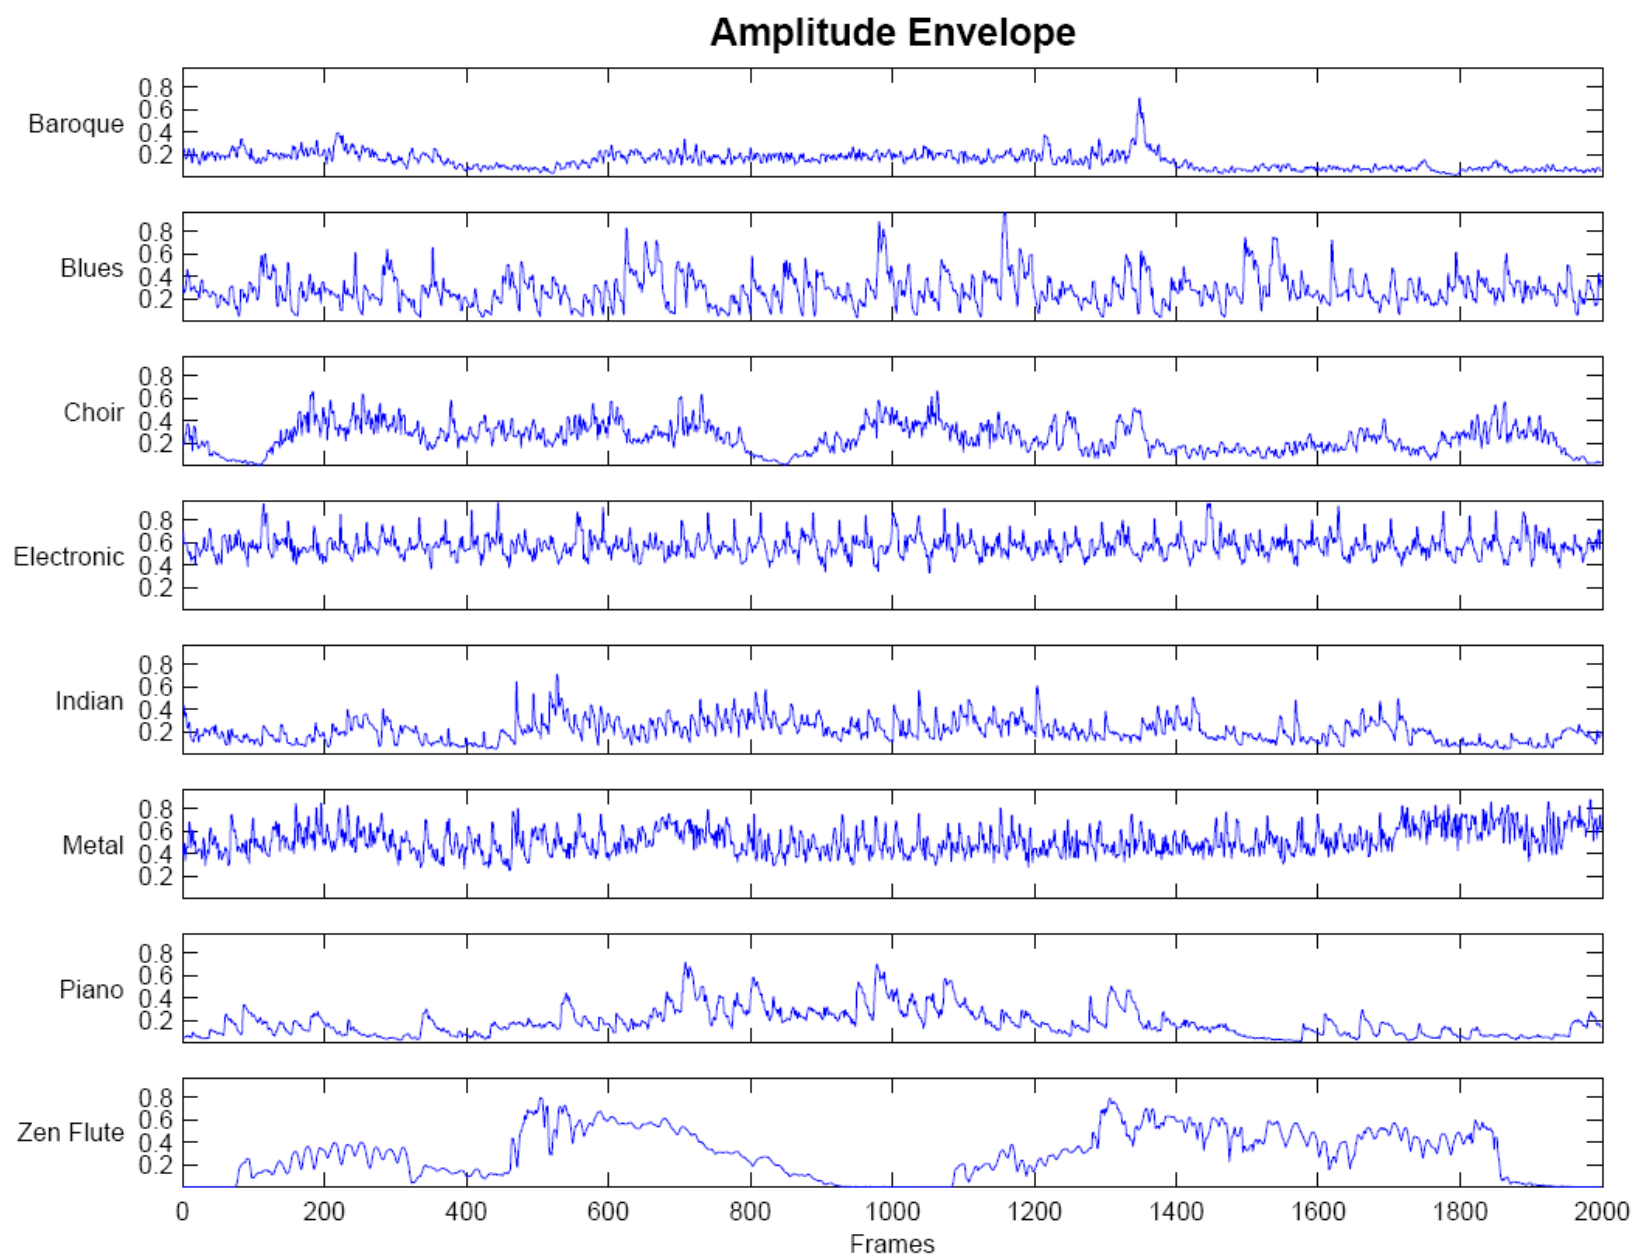 Amplitude Envelope
0.8
0.6
Baroque 0.4
0.2
0.8
0.6
Blues 0.4
0.2
0.8
0.6
Choir 0.4
0.2
0.8
0.6
Electronic 0.4
0.2
0.8
0.6
Indian 0.4
0.2
0.8
0.6
Metal 0.4
0.2
0.8
0.6
Piano 0.4
0.2
0.8
0.6
Zen Flute 0.4
0.2
0 200 400 600 800 1000 1200 1400 1600 1800 2000
Frames